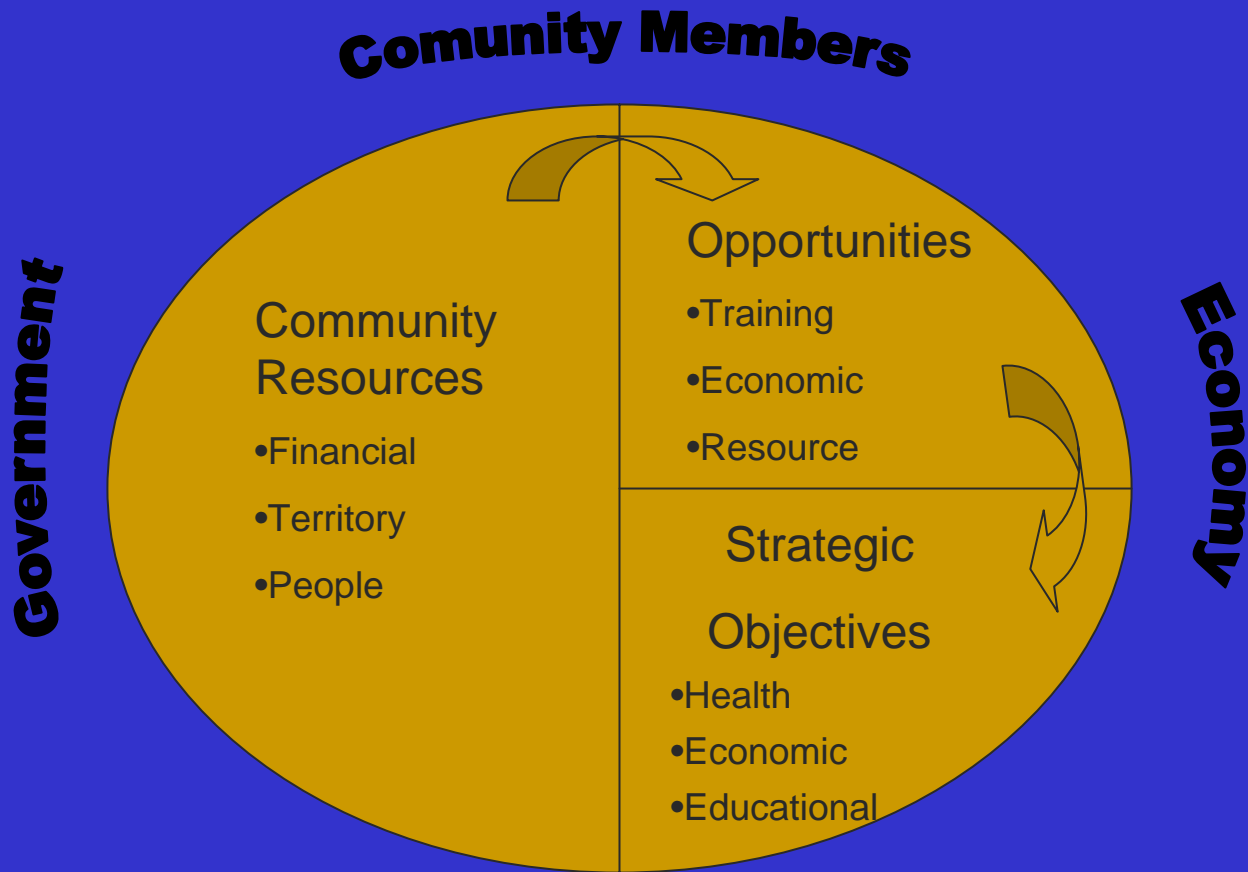 Comunity Members
Government
Community
Resources
•Financial
•Territory
•People
Opportunities
•Training
•Economic
•Resource
Strategic
Objectives
•Health
•Economic
•Educational
Economy